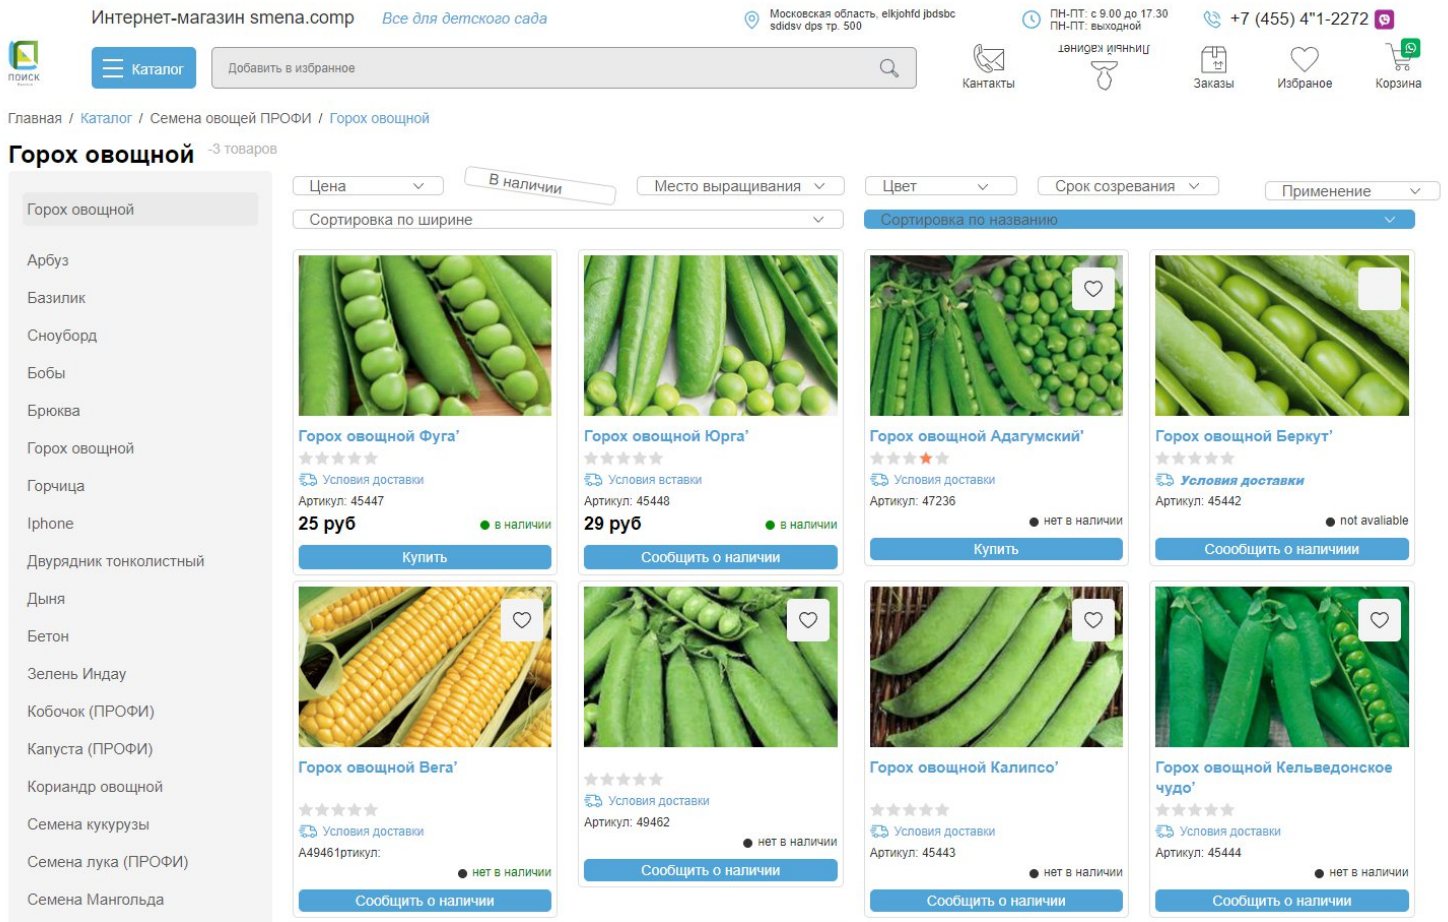 Интернет-магазин smena.comp
Все для детского сада
Московская область, elkjohfd jbdsbc
sdidsv dps тр. 500
ПН-ПТ: с 9.00 до 17.30
ПН-ПТ: выходной
+7 (455) 4"1-2272
ПОИСК
Каталог
Добавить в избранное
Кантакты
Личный кабинет
Заказы
Избраное
Корзина
Главная / Каталог / Семена овощей ПРОФИ / Горох овощной
Горох овощной -3 товаров
Цена
В наличии
Место выращивания
Цвет
Срок созревания
Применение
Сортировка по ширине
Сортировка по названию
Горох овощной
Арбуз
Базилик
Сноуборд
Бобы
Брюква
Горох овощной
Горчица
Iphone
Двурядник тонколистный
Дыня
Бетон
Зелень Индау
Кобочок (ПРОФИ)
Капуста (ПРОФИ)
Кориандр овощной
Семена кукурузы
Семена лука (ПРОФИ)
Семена Мангольда
Горох овощной Фуга’
Условия доставки
Артикул: 45447
25 руб
в наличии
Купить
Горох овощной Юрга’
Условия вставки
Артикул: 45448
29 руб
в наличии
Сообщить о наличии
Горох овощной Адагумский’
Условия доставки
Артикул: 47236
нет в наличии
Купить
Горох овощной Беркут’
Условия доставки
Артикул: 45442
not avaliable
Соообщить о наличиии
Горох овощной Вега’
Условия доставки
А49461ртикул:
нет в наличии
Сообщить о наличии
Условия доставки
Артикул: 49462
нет в наличии
Сообщить о наличии
Горох овощной Калипсо’
Условия доставки
Артикул: 45443
нет в наличии
Сообщить о наличии
Горох овощной Кельведонское
чудо’
Условия доставки
Артикул: 45444
нет в наличии
Сообщить о наличии